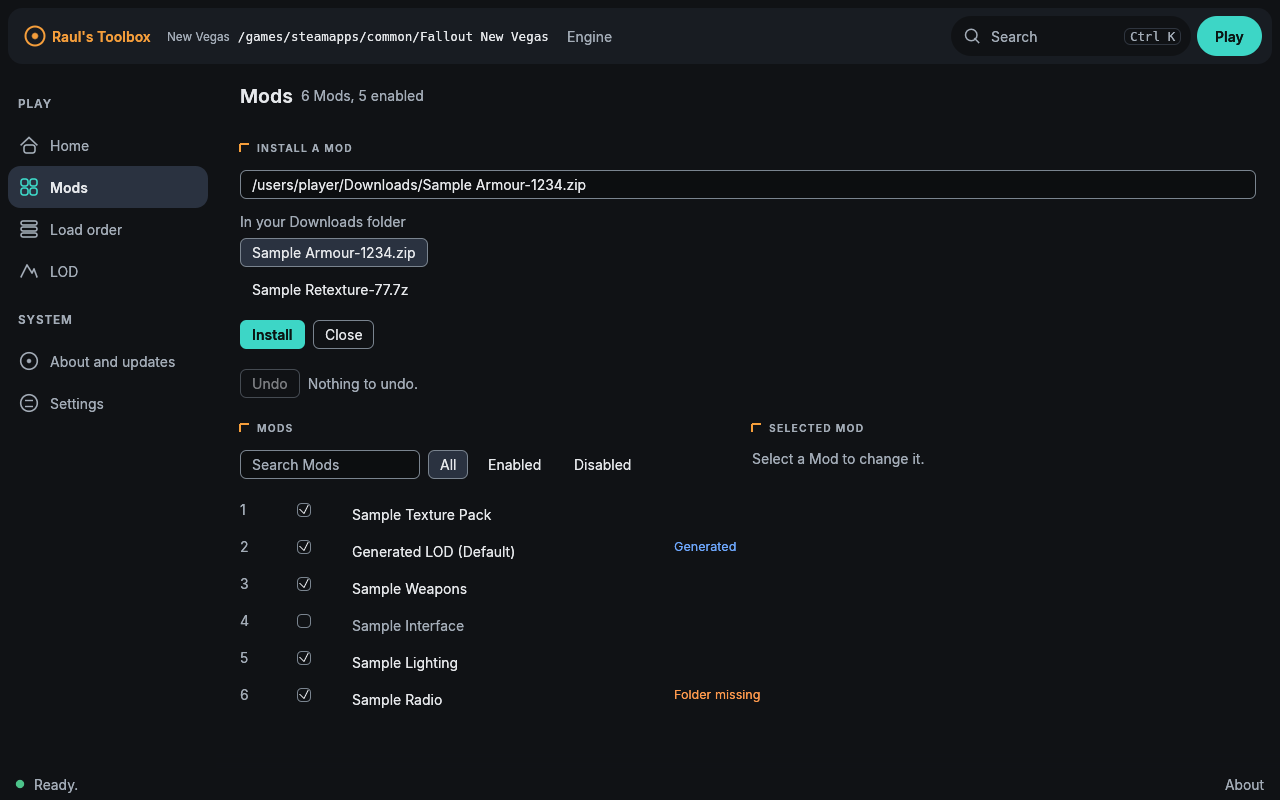 Raul's Toolbox New Vegas /games/steamapps/common/Fallout New Vegas Engine Search Ctrl K Play
PLAY
Home
Mods
Load order
LOD
SYSTEM
About and updates
Settings
Mods 6 Mods, 5 enabled
INSTALL A MOD
/users/player/Downloads/Sample Armour-1234.zip
In your Downloads folder
Sample Armour-1234.zip
Sample Retexture-77.7z
Install Close
Undo Nothing to undo.
MODS
Search Mods All Enabled Disabled
1 Sample Texture Pack
2 Generated LOD (Default) Generated
3 Sample Weapons
4 Sample Interface
5 Sample Lighting
6 Sample Radio Folder missing
SELECTED MOD
Select a Mod to change it.
Ready. About